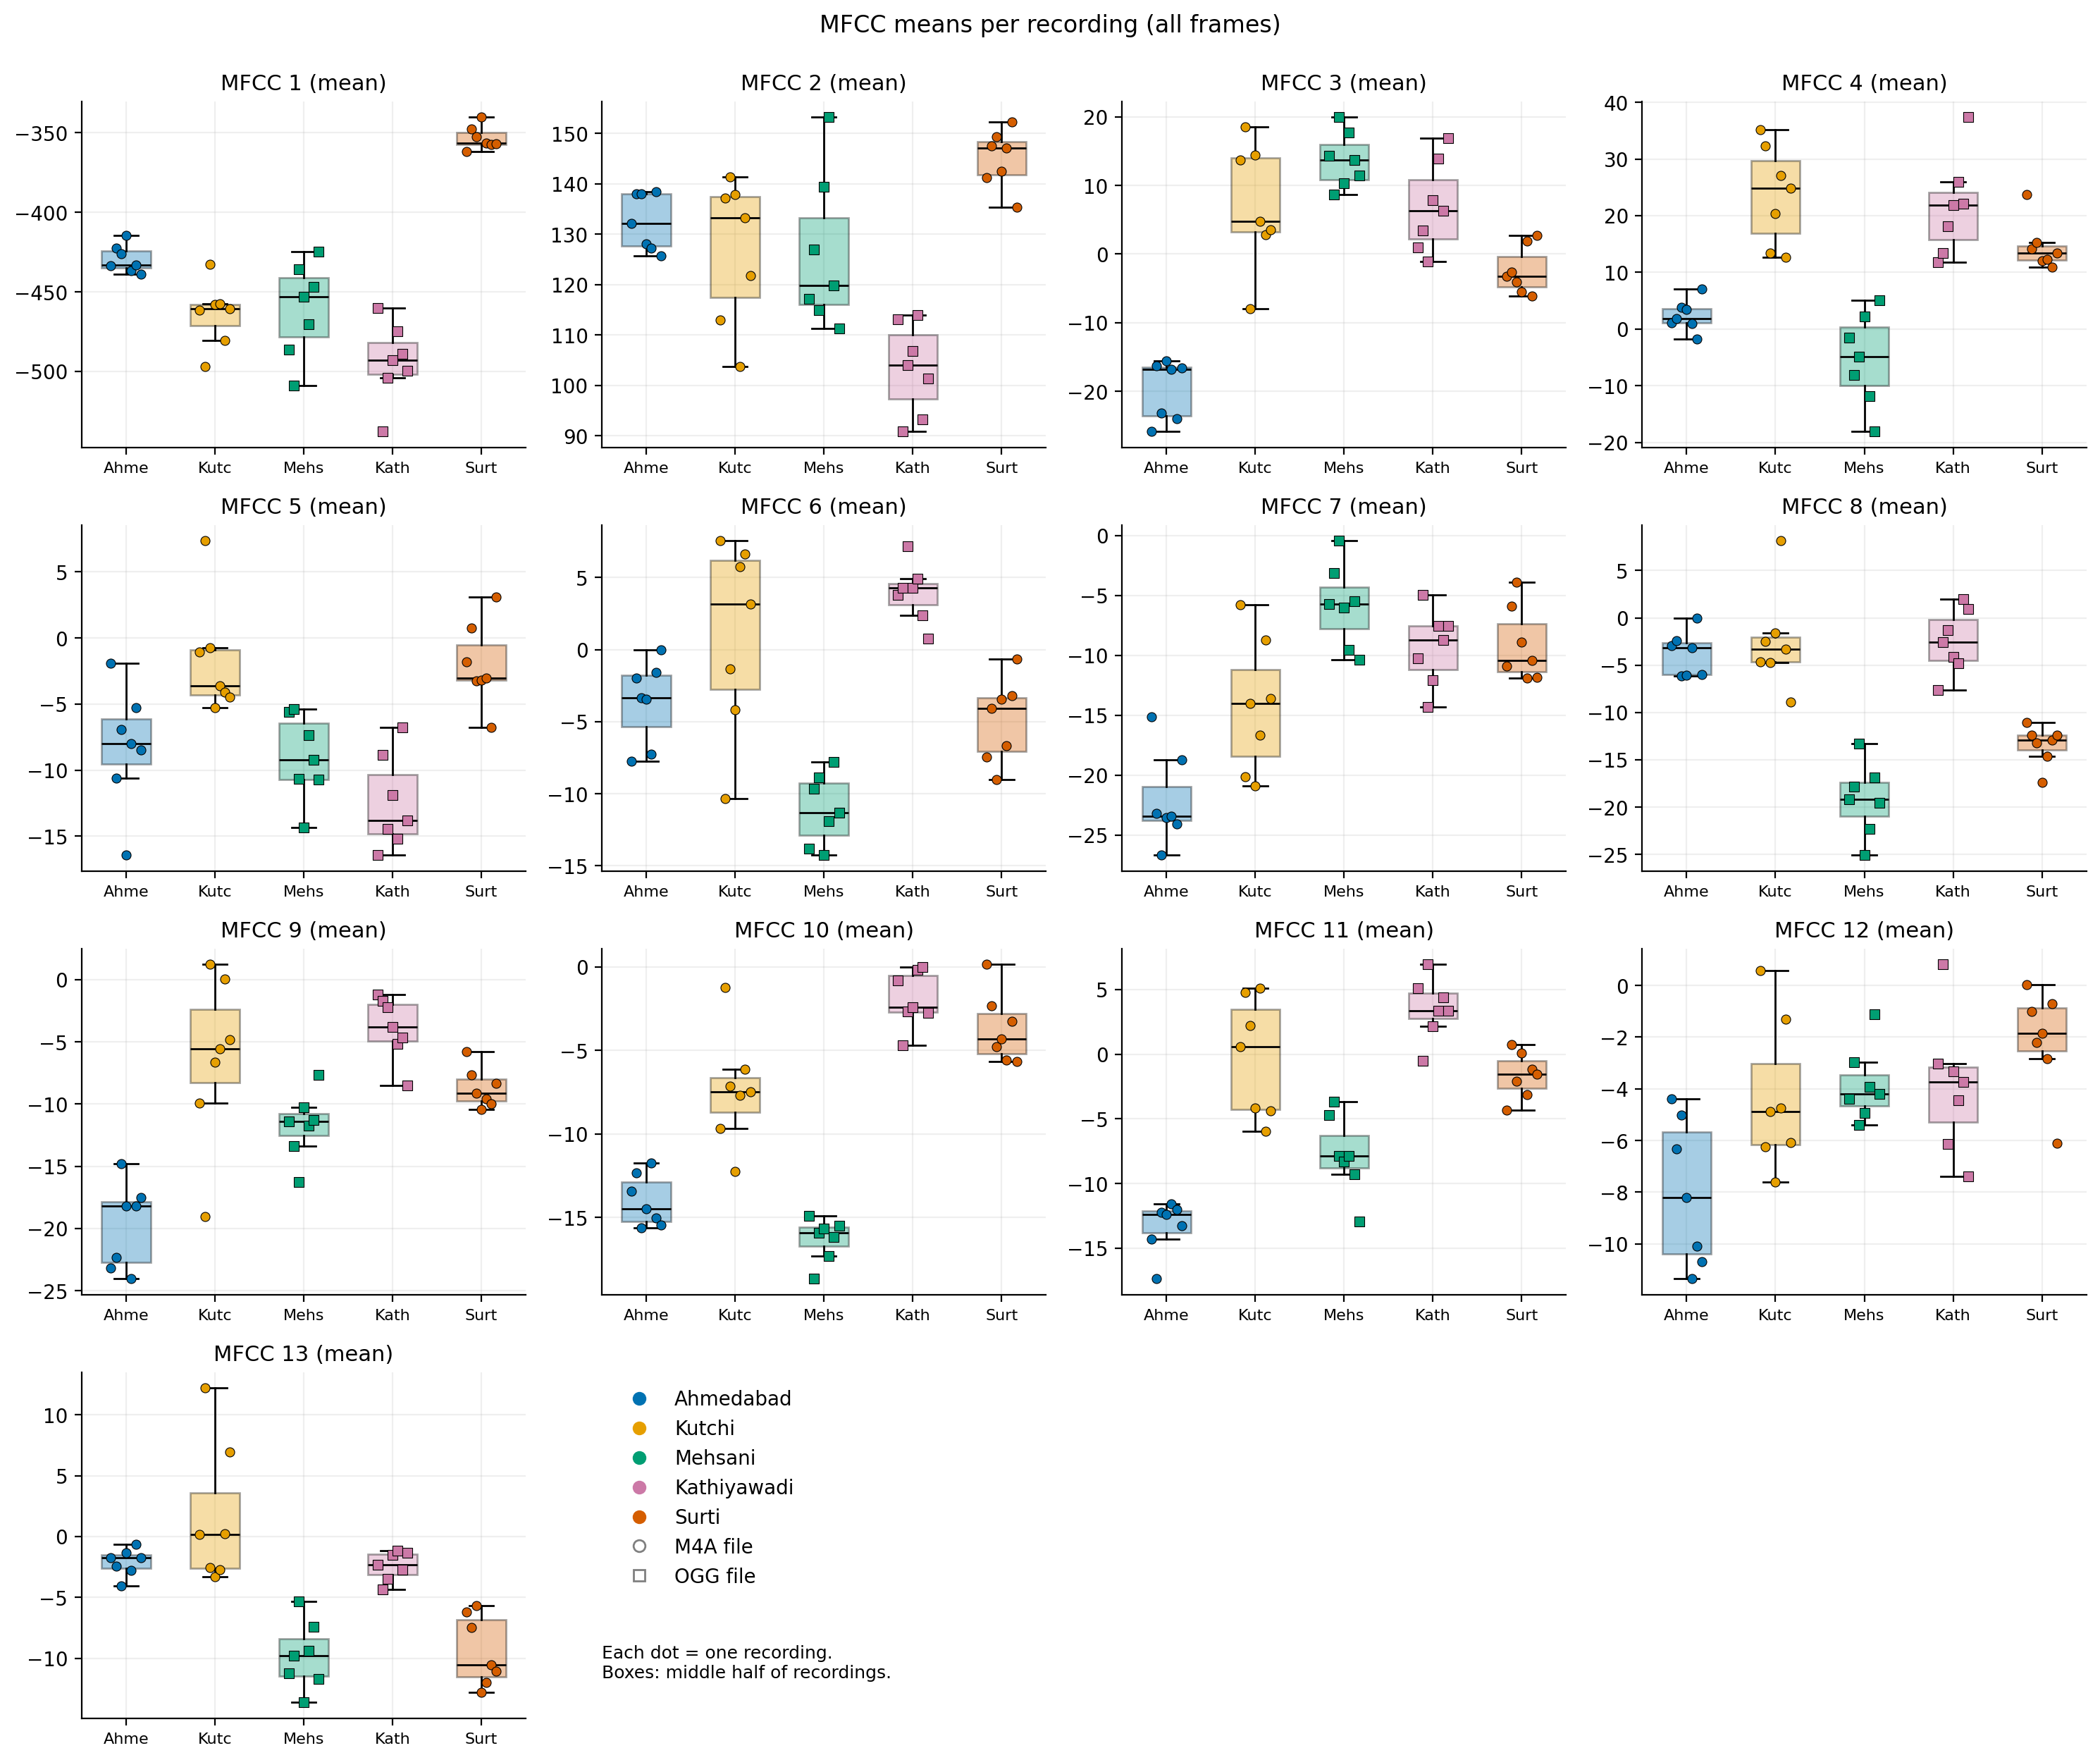 MFCC means per recording (all frames)
MFCC 1 (mean)
−350
−400
−450
−500
Ahme Kutc Mehs Kath Surt
MFCC 2 (mean)
150
140
130
120
110
100
90
Ahme Kutc Mehs Kath Surt
MFCC 3 (mean)
20
10
0
−10
−20
Ahme Kutc Mehs Kath Surt
MFCC 4 (mean)
40
30
20
10
0
−10
−20
Ahme Kutc Mehs Kath Surt
MFCC 5 (mean)
5
0
−5
−10
−15
Ahme Kutc Mehs Kath Surt
MFCC 6 (mean)
5
0
−5
−10
−15
Ahme Kutc Mehs Kath Surt
MFCC 7 (mean)
0
−5
−10
−15
−20
−25
Ahme Kutc Mehs Kath Surt
MFCC 8 (mean)
5
0
−5
−10
−15
−20
−25
Ahme Kutc Mehs Kath Surt
MFCC 9 (mean)
0
−5
−10
−15
−20
−25
Ahme Kutc Mehs Kath Surt
MFCC 10 (mean)
0
−5
−10
−15
Ahme Kutc Mehs Kath Surt
MFCC 11 (mean)
5
0
−5
−10
−15
Ahme Kutc Mehs Kath Surt
MFCC 12 (mean)
0
−2
−4
−6
−8
−10
Ahme Kutc Mehs Kath Surt
MFCC 13 (mean)
10
5
0
−5
−10
Ahme Kutc Mehs Kath Surt
Ahmedabad
Kutchi
Mehsani
Kathiyawadi
Surti
M4A file
OGG file
Each dot = one recording.
Boxes: middle half of recordings.